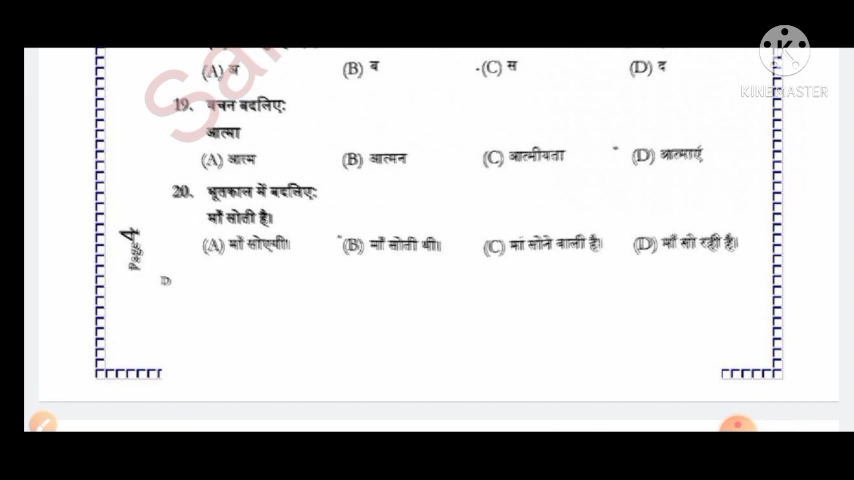 KINEMASTER
(A) अ (B) ब (C) स (D) द
19. वचन बदलिए:
आत्मा
(A) आत्म (B) आत्मन (C) आत्मीयता (D) आत्माएं
20. भूतकाल में बदलिए:
माँ सोती है।
(A) माँ सोएगी। (B) माँ सोती थी। (C) मां सोने वाली है। (D) माँ सो रही है।
Page 4
D